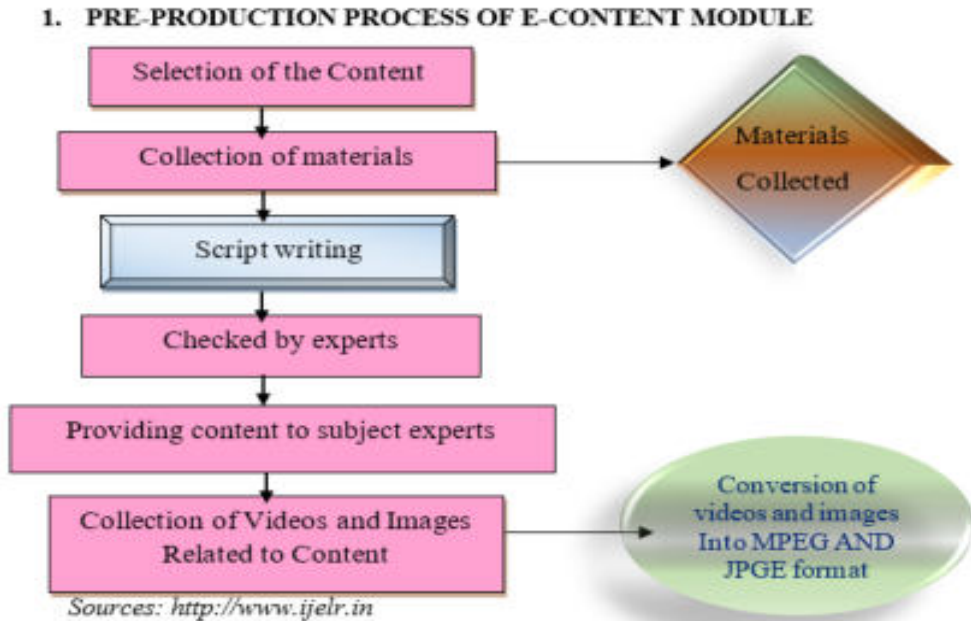 1. PRE-PRODUCTION PROCESS OF E-CONTENT MODULE
Selection of the Content
Collection of materials
Materials
Collected
Script writing
Checked by experts
Providing content to subject experts
Collection of Videos and Images
Related to Content
Conversion of
videos and images
Into MPEG AND
JPGE format
Sources: http://www.ijelr.in